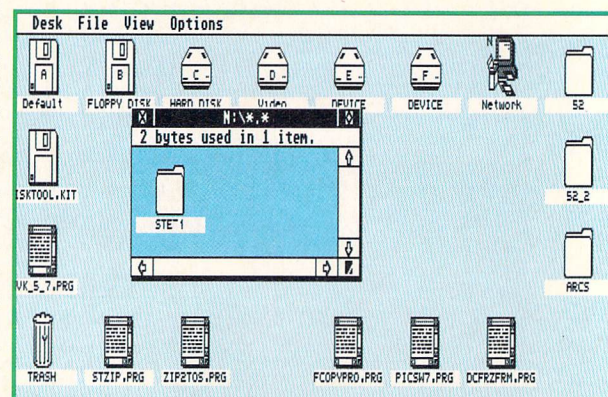 Desk File View Options
A B C D E F N
Default FLOPPY DISK HARD DISK Video DEVICE DEVICE Network 52
N:\*.*
2 bytes used in 1 item.
STE~1
ISKTOOL.KIT
52_2
VK_5_7.PRG
ARCS
TRASH STZIP.PRG ZIP2TOS.PRG FCOPYPRO.PRG PICSW7.PRG DCFRZFRM.PRG